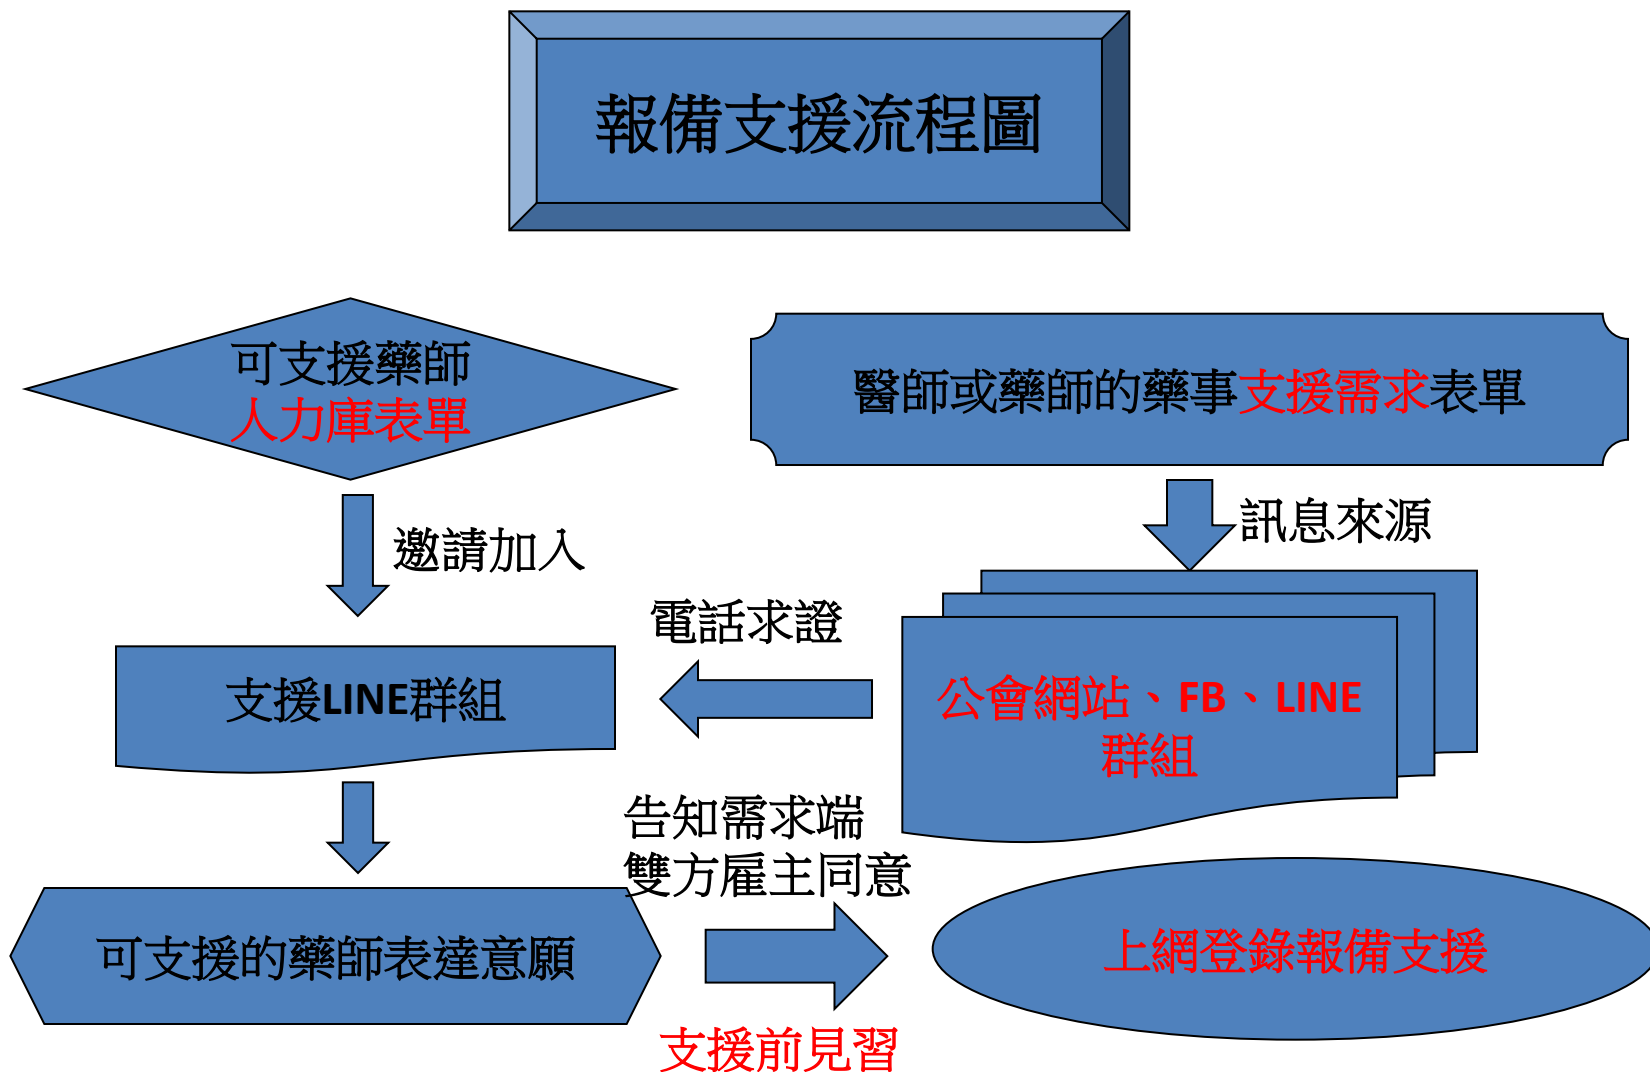 報備支援流程圖
可支援藥師
人力庫表單
醫師或藥師的藥事支援需求表單
邀請加入
訊息來源
電話求證
支援LINE群組
公會網站、FB、LINE
群組
告知需求端
雙方雇主同意
可支援的藥師表達意願
上網登錄報備支援
支援前見習